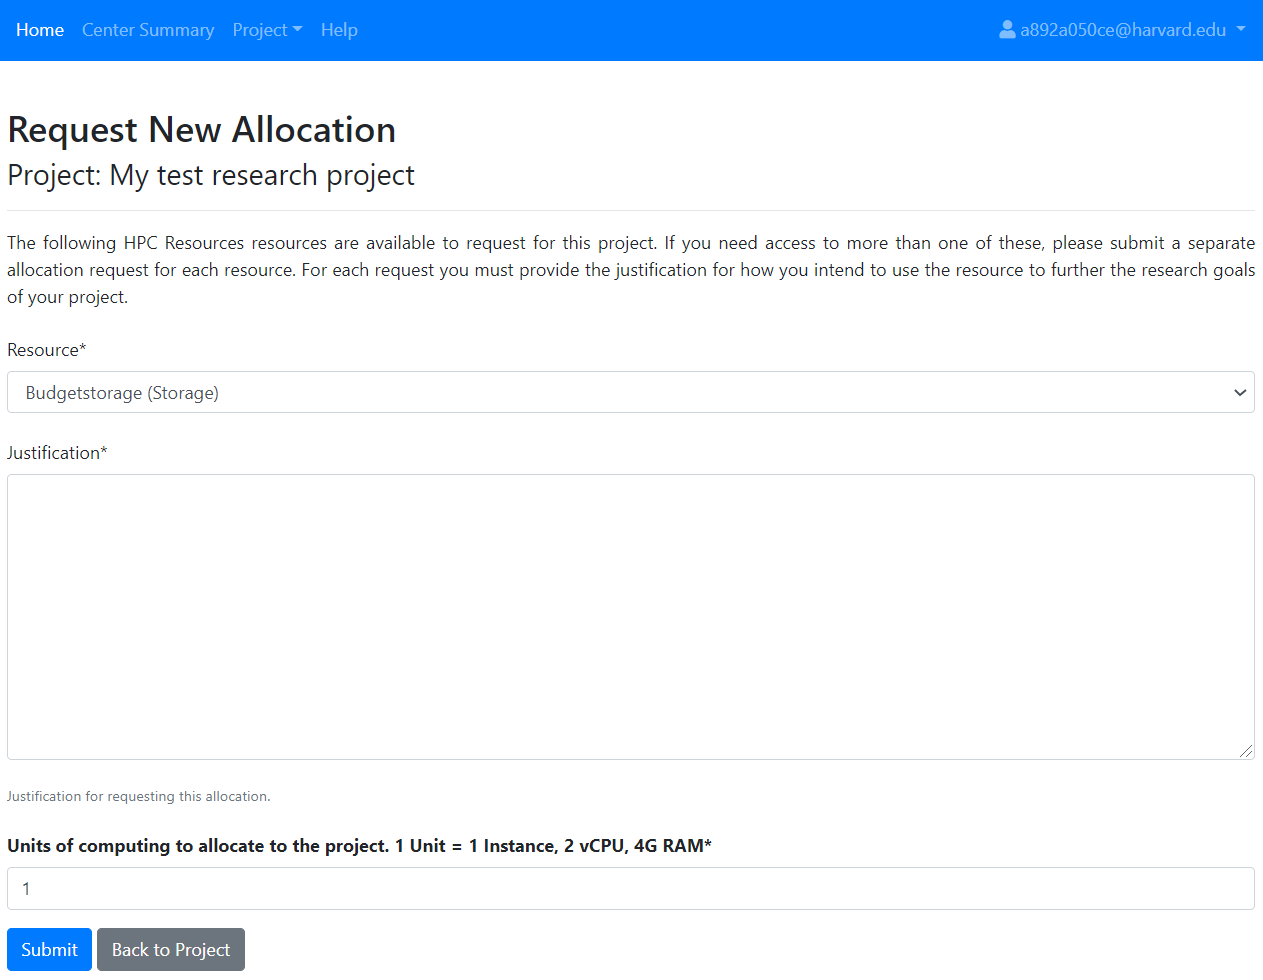 Home Center Summary Project Help a892a050ce@harvard.edu
Request New Allocation
Project: My test research project
The following HPC Resources resources are available to request for this project. If you need access to more than one of these, please submit a separate
allocation request for each resource. For each request you must provide the justification for how you intend to use the resource to further the research goals
of your project.
Resource*
Budgetstorage (Storage)
Justification*
Justification for requesting this allocation.
Units of computing to allocate to the project. 1 Unit = 1 Instance, 2 vCPU, 4G RAM*
1
Submit Back to Project